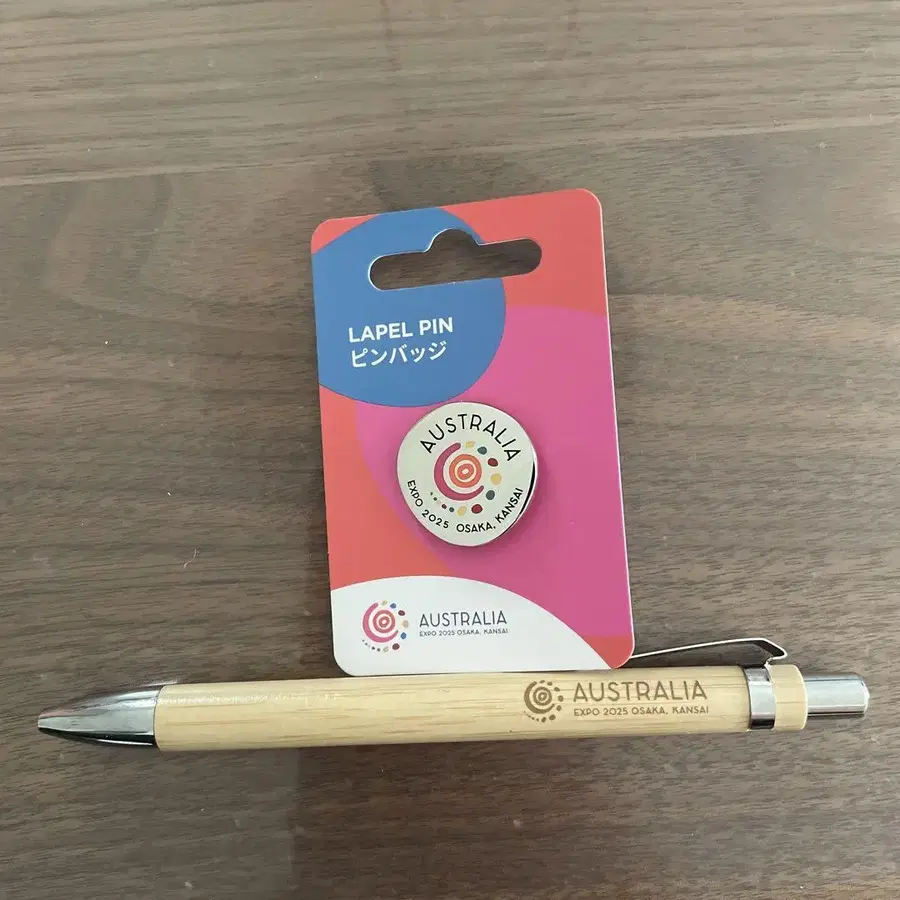 LAPEL PIN
ピンバッジ
AUSTRALIA
EXPO 2025 OSAKA, KANSAI
AUSTRALIA
EXPO 2025 OSAKA, KANSAI
AUSTRALIA
EXPO 2025 OSAKA, KANSAI